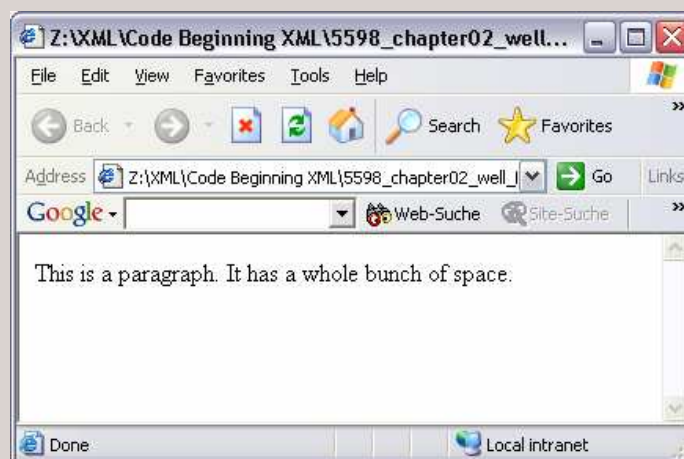 Z:\XML\Code Beginning XML\5598_chapter02_well...
File Edit View Favorites Tools Help
Back Search Favorites »
Address Z:\XML\Code Beginning XML\5598_chapter02_well_ Go Links
Google Web-Suche Site-Suche »
This is a paragraph. It has a whole bunch of space.
Done Local intranet